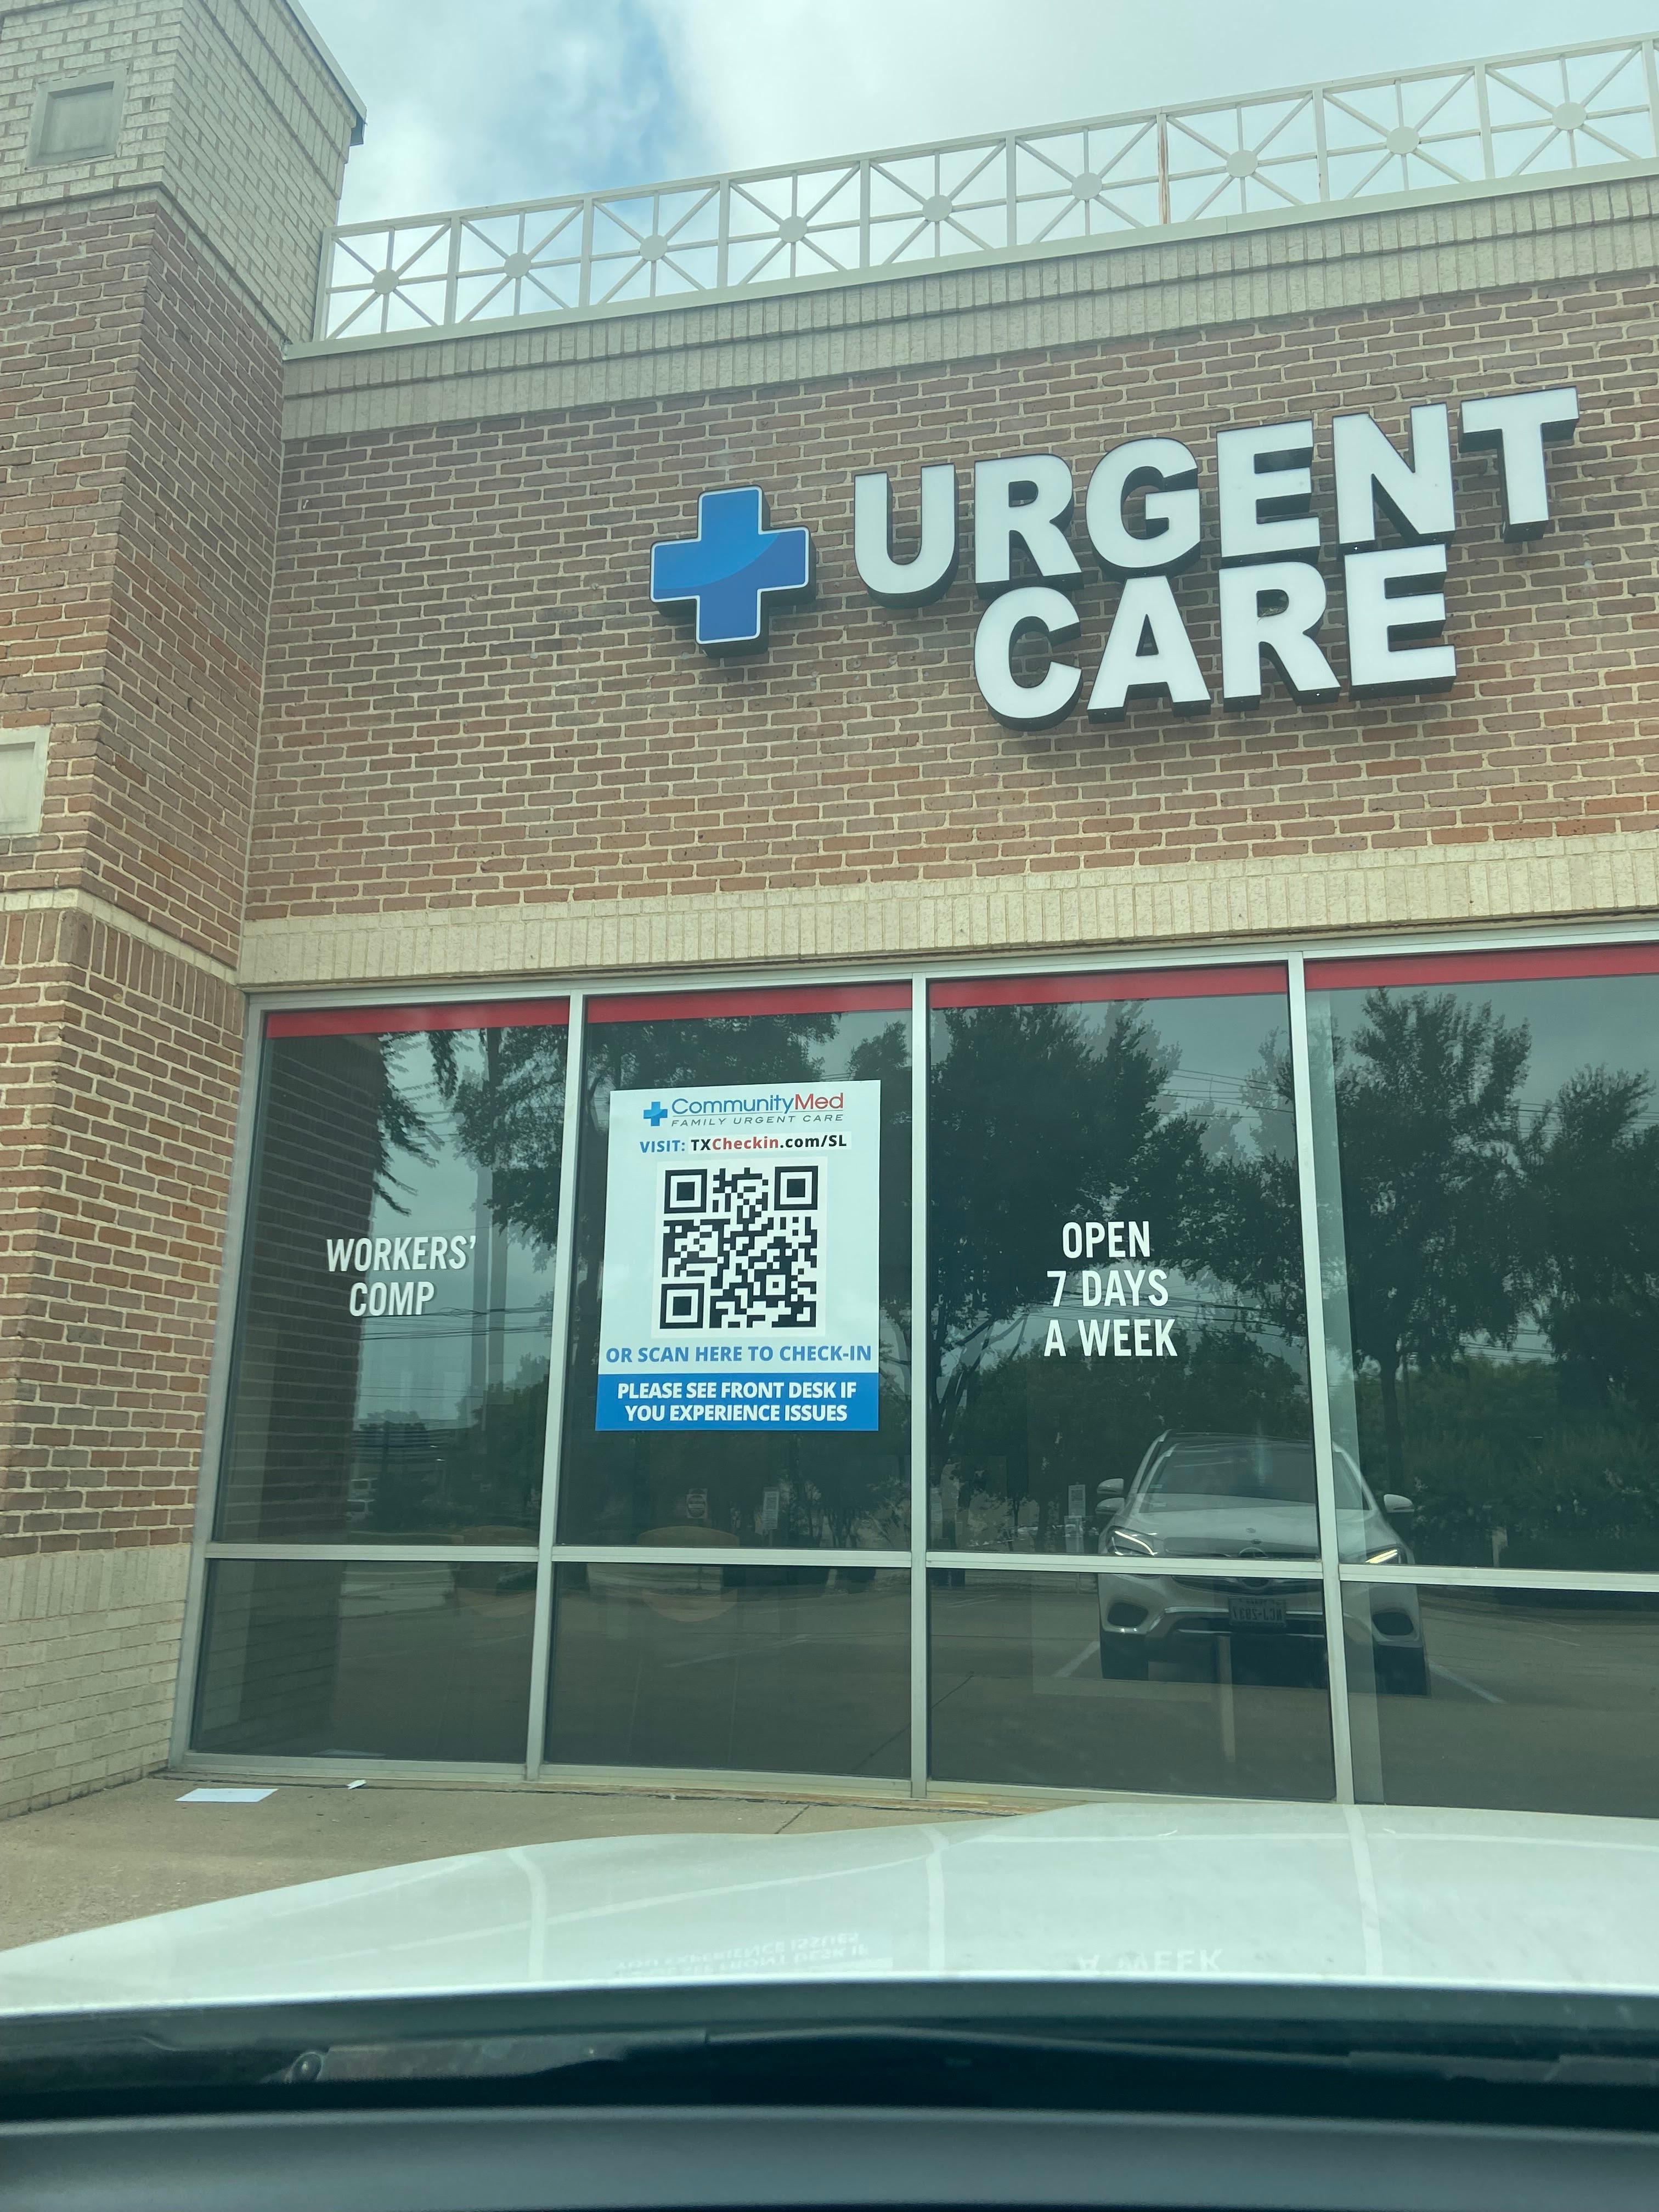 URGENT
CARE
WORKERS'
COMP
CommunityMed
FAMILY URGENT CARE
VISIT: TXCheckin.com/SL
OR SCAN HERE TO CHECK-IN
PLEASE SEE FRONT DESK IF
YOU EXPERIENCE ISSUES
OPEN
7 DAYS
A WEEK